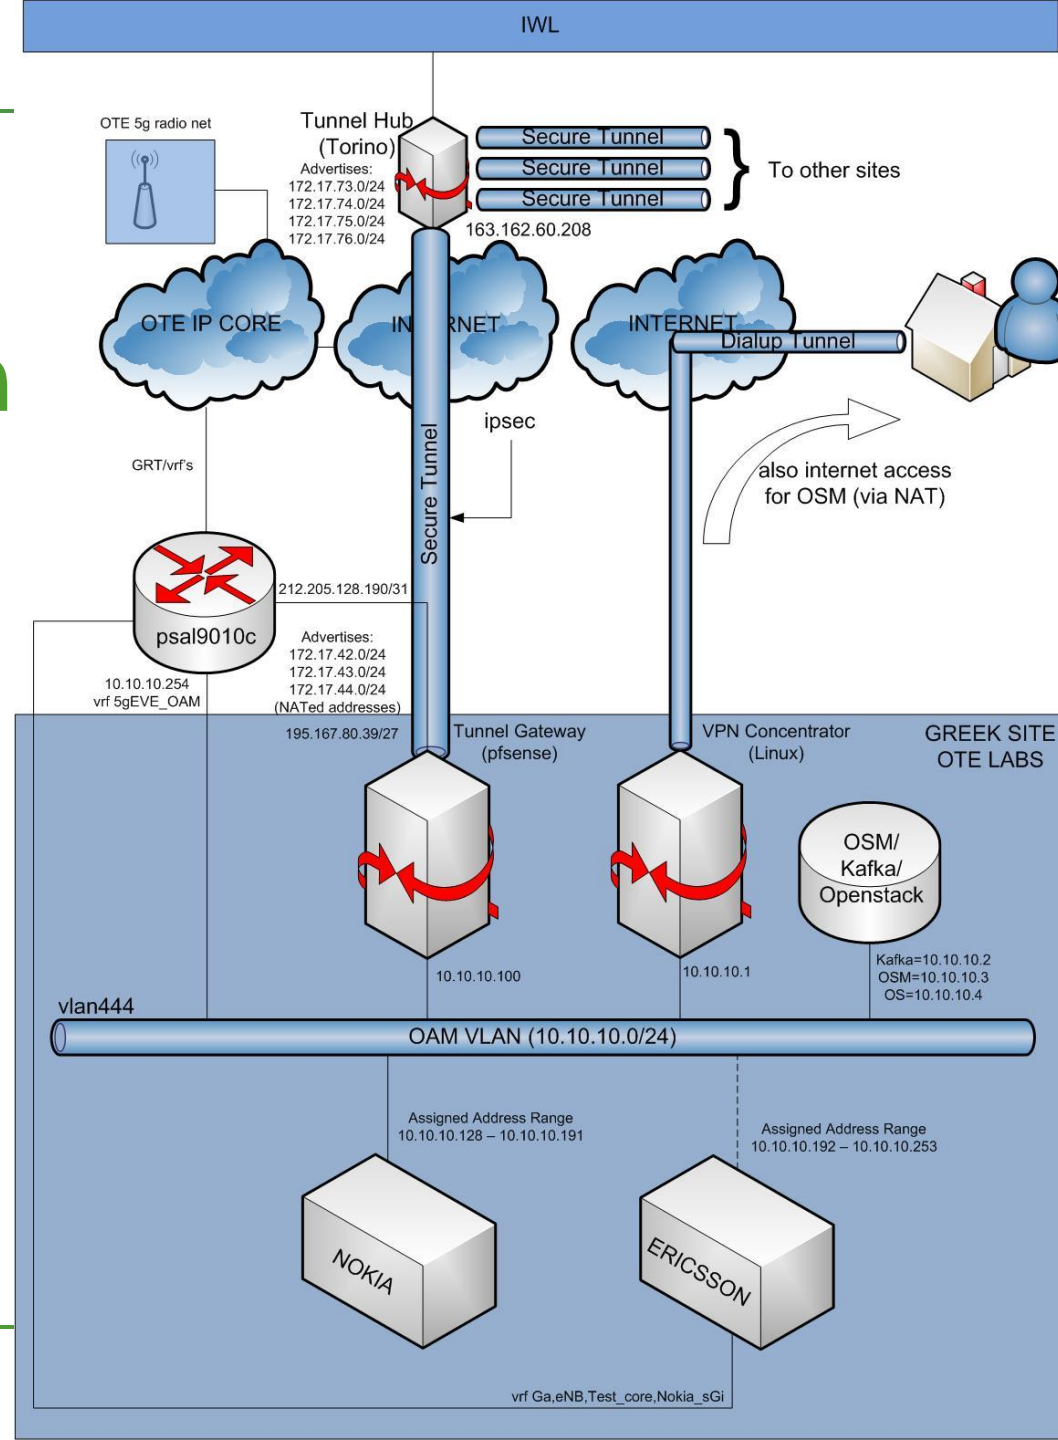 IWL
OTE 5g radio net
Tunnel Hub
(Torino)
Advertises:
172.17.73.0/24
172.17.74.0/24
172.17.75.0/24
172.17.76.0/24
Secure Tunnel
Secure Tunnel
Secure Tunnel
To other sites
163.162.60.208
OTE IP CORE
INTERNET
Dialup Tunnel
ipsec
Secure Tunnel
also internet access
for OSM (via NAT)
GRT/vrf's
psal9010c
212.205.128.190/31
Advertises:
172.17.42.0/24
172.17.43.0/24
172.17.44.0/24
(NATed addresses)
195.167.80.39/27
10.10.10.254
vrf 5gEVE_OAM
Tunnel Gateway
(pfsense)
VPN Concentrator
(Linux)
GREEK SITE
OTE LABS
OSM/
Kafka/
Openstack
10.10.10.100
10.10.10.1
Kafka=10.10.10.2
OSM=10.10.10.3
OS=10.10.10.4
vlan444
OAM VLAN (10.10.10.0/24)
Assigned Address Range
10.10.10.128 – 10.10.10.191
Assigned Address Range
10.10.10.192 – 10.10.10.253
NOKIA
ERICSSON
vrf Ga,eNB,Test_core,Nokia_sGi